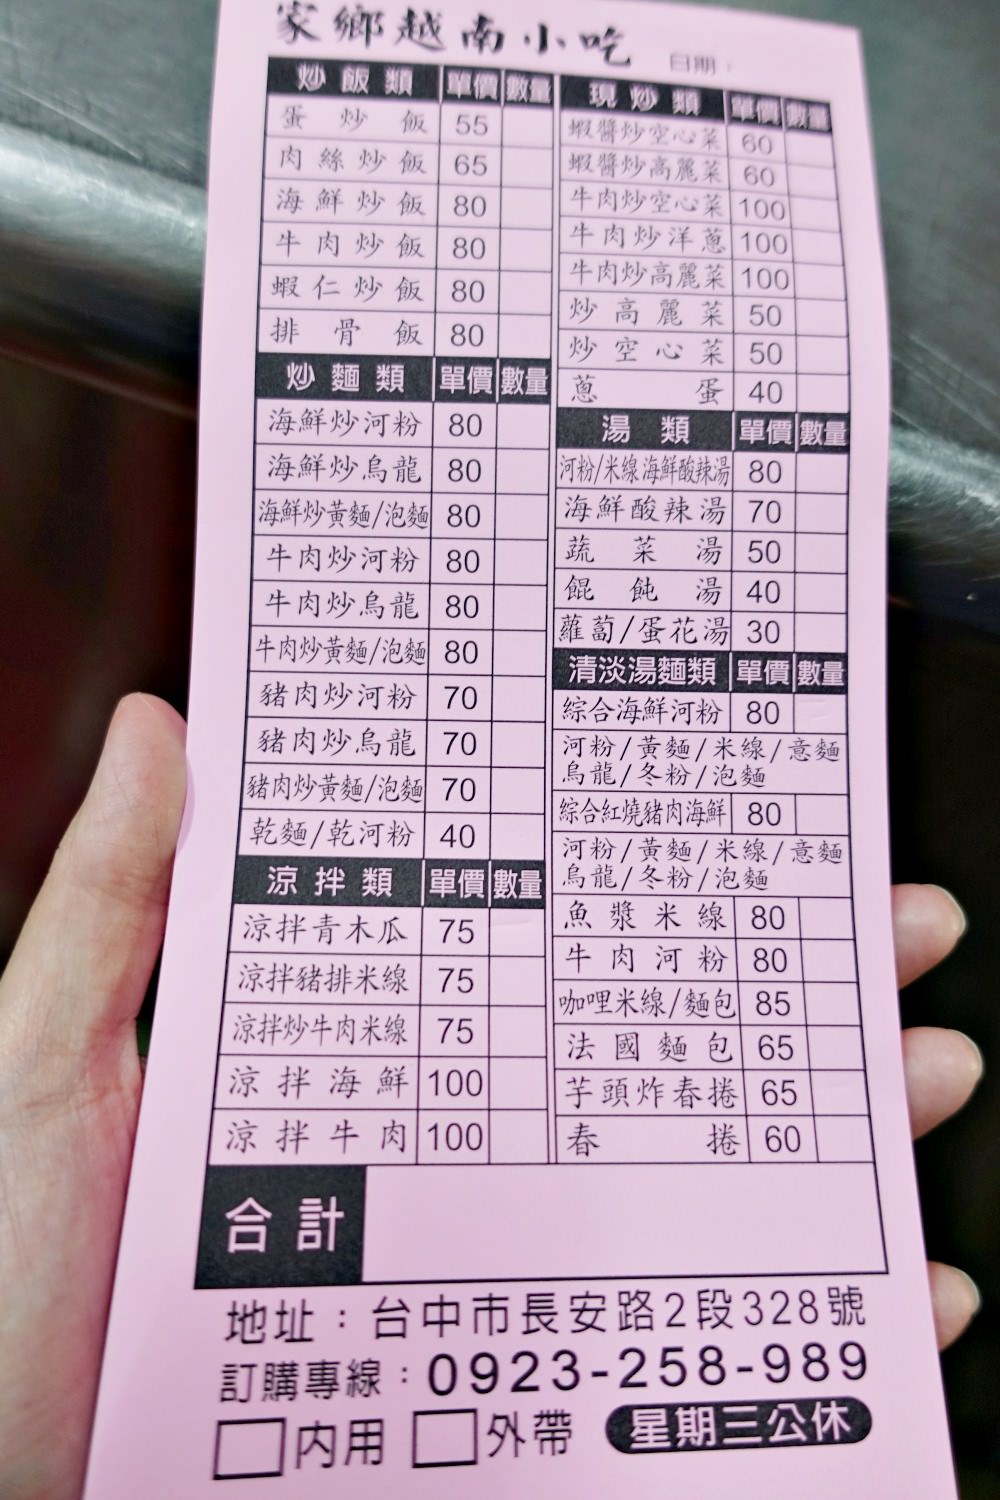 家鄉越南小吃
日期：
炒飯類 單價 數量
蛋炒飯 55
肉絲炒飯 65
海鮮炒飯 80
牛肉炒飯 80
蝦仁炒飯 80
排骨飯 80
炒麵類 單價 數量
海鮮炒河粉 80
海鮮炒烏龍 80
海鮮炒黃麵/泡麵 80
牛肉炒河粉 80
牛肉炒烏龍 80
牛肉炒黃麵/泡麵 80
豬肉炒河粉 70
豬肉炒烏龍 70
豬肉炒黃麵/泡麵 70
乾麵/乾河粉 40
涼拌類 單價 數量
涼拌青木瓜 75
涼拌豬排米線 75
涼拌炒牛肉米線 75
涼拌海鮮 100
涼拌牛肉 100
現炒類 單價 數量
蝦醬炒空心菜 60
蝦醬炒高麗菜 60
牛肉炒空心菜 100
牛肉炒洋蔥 100
牛肉炒高麗菜 100
炒高麗菜 50
炒空心菜 50
蔥蛋 40
湯類 單價 數量
河粉/米線海鮮酸辣湯 80
海鮮酸辣湯 70
蔬菜湯 50
餛飩湯 40
蘿蔔/蛋花湯 30
清淡湯麵類 單價 數量
綜合海鮮河粉 80
河粉/黃麵/米線/意麵
烏龍/冬粉/泡麵
綜合紅燒豬肉海鮮 80
河粉/黃麵/米線/意麵
烏龍/冬粉/泡麵
魚漿米線 80
牛肉河粉 80
咖哩米線/麵包 85
法國麵包 65
芋頭炸春捲 65
春捲 60
合計
地址：台中市長安路2段328號
訂購專線：0923-258-989
內用 外帶 星期三公休